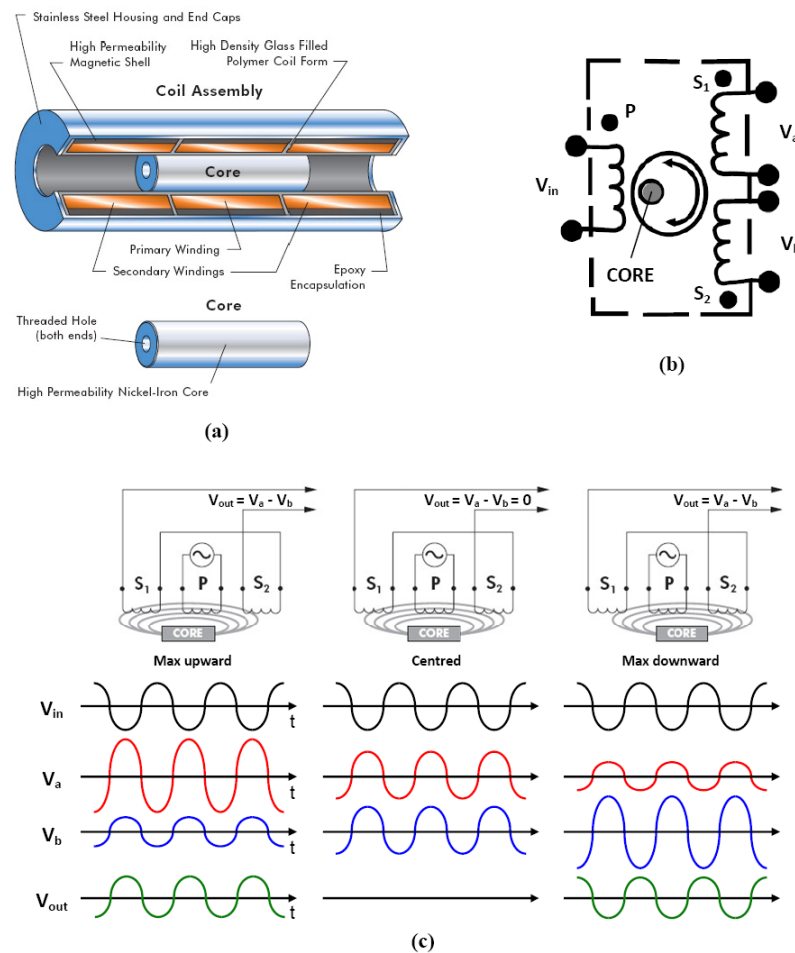 Stainless Steel Housing and End Caps
High Permeability
Magnetic Shell
High Density Glass Filled
Polymer Coil Form
Coil Assembly
Core
Primary Winding
Secondary Windings
Epoxy
Encapsulation
Core
Threaded Hole
(both ends)
High Permeability Nickel-Iron Core
(a)
S1
P
Va
Vin
CORE
S2
(b)
Vout = Va - Vb
S1 P S2
CORE
Max upward
Vout = Va - Vb = 0
S1 P S2
CORE
Centred
Vout = Va - Vb
S1 P S2
CORE
Max downward
Vin
t
Va
t
Vb
t
Vout
t
(c)